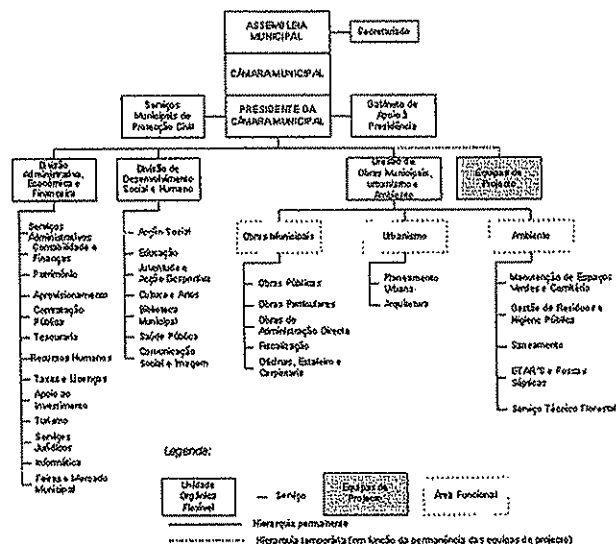 ASSEMBLEIA
MUNICIPAL
Secretariado
CÂMARA MUNICIPAL
Serviços
Municipais de
Protecção Civil
PRESIDENTE DA
CÂMARA MUNICIPAL
Gabinete de
Apoio à
Presidência
Divisão
Administrativa,
Económica e
Financeira
Divisão de
Desenvolvimento
Social e Humano
Divisão de
Obras Municipais,
Urbanismo e
Ambiente
Equipas de
Projecto
Serviços
Administrativos
Contabilidade e
Finanças
Património
Aprovisionamento
Contratação
Pública
Tesouraria
Recursos Humanos
Taxas e Licenças
Apoio ao
Investimento
Turismo
Serviços
Jurídicos
Informática
Feiras e Mercado
Municipal
Acção Social
Educação
Juventude e
Acção Desportiva
Cultura e Artes
Biblioteca
Municipal
Saúde Pública
Comunicação
Social e Imagem
Obras Municipais
Obras Públicas
Obras Particulares
Obras de
Administração Directa
Fiscalização
Oficinas, Estaleiro e
Carpintaria
Urbanismo
Planeamento
Urbano
Arquitetura
Ambiente
Manutenção de Espaços
Verdes e Cemitério
Gestão de Resíduos e
Higiene Pública
Saneamento
ETAR'S e Fossas
Sépticas
Serviço Técnico Florestal
Legenda:
Unidade
Orgânica
Flexível
Serviço
Equipas de
Projecto
Área Funcional
Hierarquia permanente
Hierarquia temporária (em função da permanência das equipas de projecto)